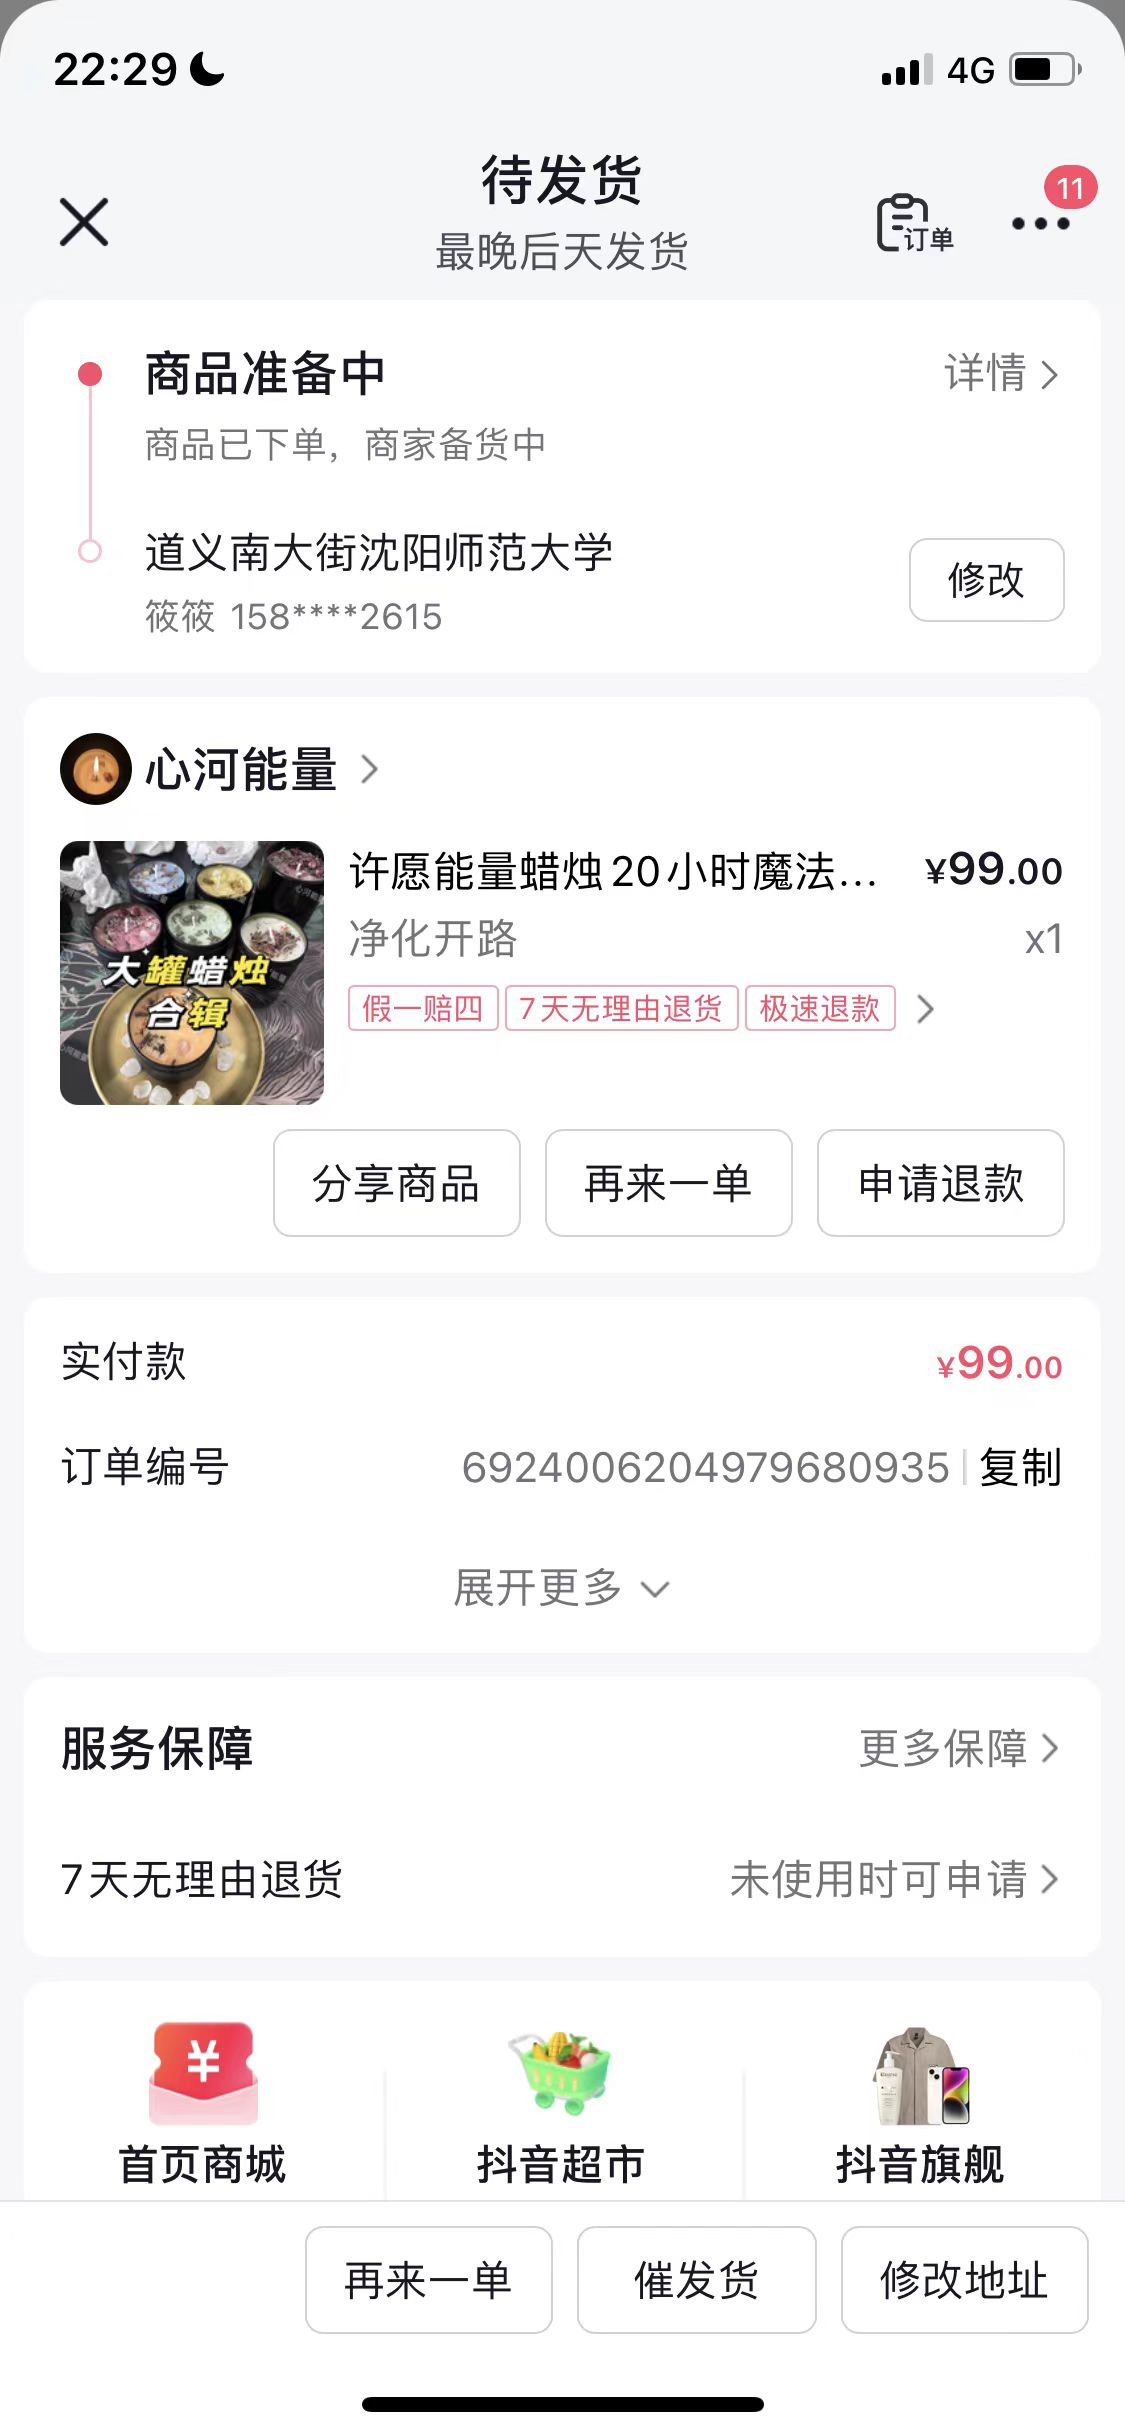 22:29
4G
待发货
最晚后天发货
订单
11
商品准备中
详情
商品已下单，商家备货中
道义南大街沈阳师范大学
筱筱 158****2615
修改
心河能量
许愿能量蜡烛20小时魔法...
¥99.00
净化开路
x1
大罐蜡烛
合辑
假一赔四
7天无理由退货
极速退款
分享商品
再来一单
申请退款
实付款
¥99.00
订单编号
6924006204979680935
复制
展开更多
服务保障
更多保障
7天无理由退货
未使用时可申请
¥
首页商城
抖音超市
抖音旗舰
再来一单
催发货
修改地址